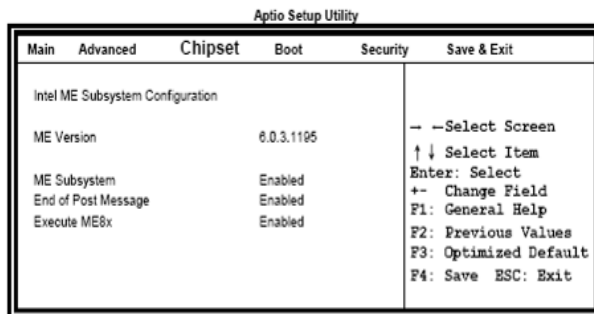 Aptio Setup Utility
Main Advanced Chipset Boot Security Save & Exit
Intel ME Subsystem Configuration
ME Version 6.0.3.1195
ME Subsystem Enabled
End of Post Message Enabled
Execute ME8x Enabled
→ ←Select Screen
↑↓ Select Item
Enter: Select
+- Change Field
F1: General Help
F2: Previous Values
F3: Optimized Default
F4: Save ESC: Exit